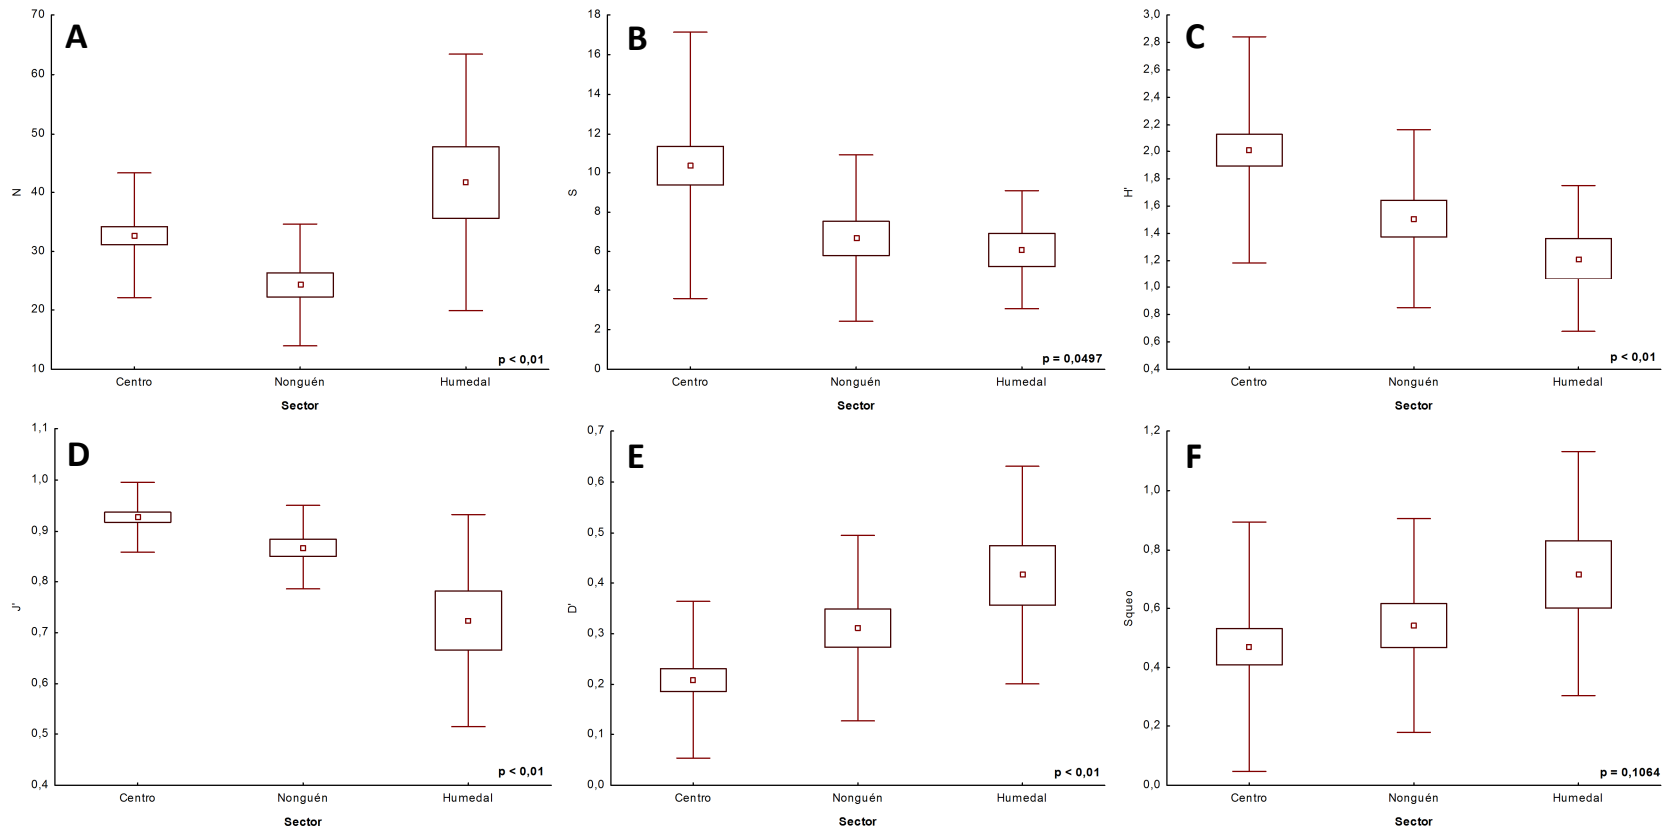 A
N
70
60
50
40
30
20
10
Centro Nonguén Humedal
Sector
p < 0,01
B
S
18
16
14
12
10
8
6
4
2
0
Centro Nonguén Humedal
Sector
p = 0,0497
C
H'
3,0
2,8
2,6
2,4
2,2
2,0
1,8
1,6
1,4
1,2
1,0
0,8
0,6
0,4
Centro Nonguén Humedal
Sector
p < 0,01
D
J'
1,1
1,0
0,9
0,8
0,7
0,6
0,5
0,4
Centro Nonguén Humedal
Sector
p < 0,01
E
D'
0,7
0,6
0,5
0,4
0,3
0,2
0,1
0,0
Centro Nonguén Humedal
Sector
p < 0,01
F
Squeo
1,2
1,0
0,8
0,6
0,4
0,2
0,0
Centro Nonguén Humedal
Sector
p = 0,1064